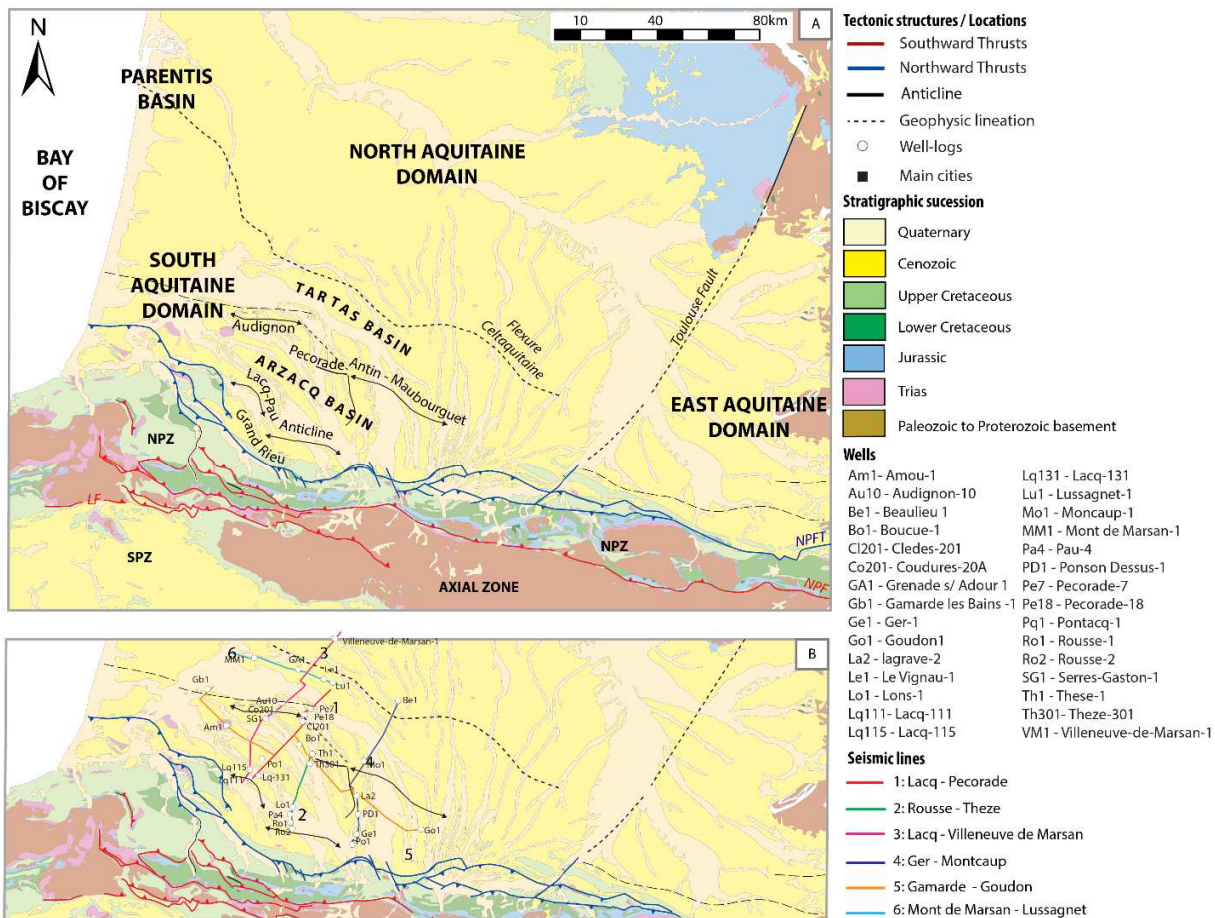 10 40 80km
A
N
PARENTIS
BASIN
BAY
OF
BISCAY
NORTH AQUITAINE
DOMAIN
SOUTH
AQUITAINE
DOMAIN
TARTAS BASIN
Audignon
Pecorade
Antin - Maubourguet
ARZACQ BASIN
Lacq-Pau Anticline
Grand Rieu
Flexure
Celtaquitaine
Toulouse Fault
EAST AQUITAINE
DOMAIN
NPZ
LF
SPZ
NPZ
NPFT
AXIAL ZONE
NPF
B
Villeneuve-de-Marsan-1
6
3
MM1
GA1
Le1
Lu1
Gb1
Au10
Co201
SG1
Pe7
1
Pe18
Cl201
Be1
Am1
Bo1
Th1
Th301
Po1
Lq115
Lq111
Lq-131
4
Mo1
La2
Lo1
2
Pa4
Ro1
Ro2
PD1
Ge1
Po1
Go1
5
Tectonic structures / Locations
Southward Thrusts
Northward Thrusts
Anticline
Geophysic lineation
Well-logs
Main cities
Stratigraphic sucession
Quaternary
Cenozoic
Upper Cretaceous
Lower Cretaceous
Jurassic
Trias
Paleozoic to Proterozoic basement
Wells
Am1- Amou-1
Au10 - Audignon-10
Be1 - Beaulieu 1
Bo1- Boucue-1
Cl201 - Cledes-201
Co201 - Coudures-20A
GA1 - Grenade s/ Adour 1
Gb1 - Gamarde les Bains -1
Ge1 - Ger-1
Go1 - Goudon1
La2 - lagrave-2
Le1 - Le Vignau-1
Lo1 - Lons-1
Lq111- Lacq-111
Lq115 - Lacq-115
Lq131 - Lacq-131
Lu1 - Lussagnet-1
Mo1 - Moncaup-1
MM1 - Mont de Marsan-1
Pa4 - Pau-4
PD1 - Ponson Dessus-1
Pe7 - Pecorade-7
Pe18 - Pecorade-18
Pq1 - Pontacq-1
Ro1 - Rousse-1
Ro2 - Rousse-2
SG1 - Serres-Gaston-1
Th1 - These-1
Th301- Theze-301
VM1 - Villeneuve-de-Marsan-1
Seismic lines
1: Lacq - Pecorade
2: Rousse - Theze
3: Lacq - Villeneuve de Marsan
4: Ger - Montcaup
5: Gamarde - Goudon
6: Mont de Marsan - Lussagnet